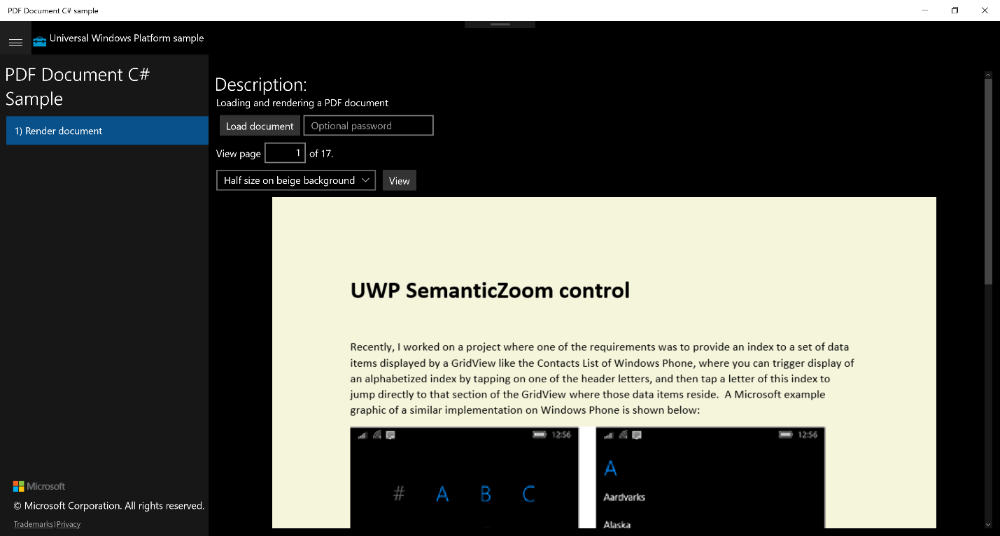 PDF Document C# sample
Universal Windows Platform sample
PDF Document C#
Sample
1) Render document
Microsoft
© Microsoft Corporation. All rights reserved.
Trademarks | Privacy
Description:
Loading and rendering a PDF document
Load document Optional password
View page 1 of 17.
Half size on beige background View
UWP SemanticZoom control
Recently, I worked on a project where one of the requirements was to provide an index to a set of data
items displayed by a GridView like the Contacts List of Windows Phone, where you can trigger display of
an alphabetized index by tapping on one of the header letters, and then tap a letter of this index to
jump directly to that section of the GridView where those data items reside.  A Microsoft example
graphic of a similar implementation on Windows Phone is shown below:
12:56
# A B C
12:56
A
Aardvarks
Alaska